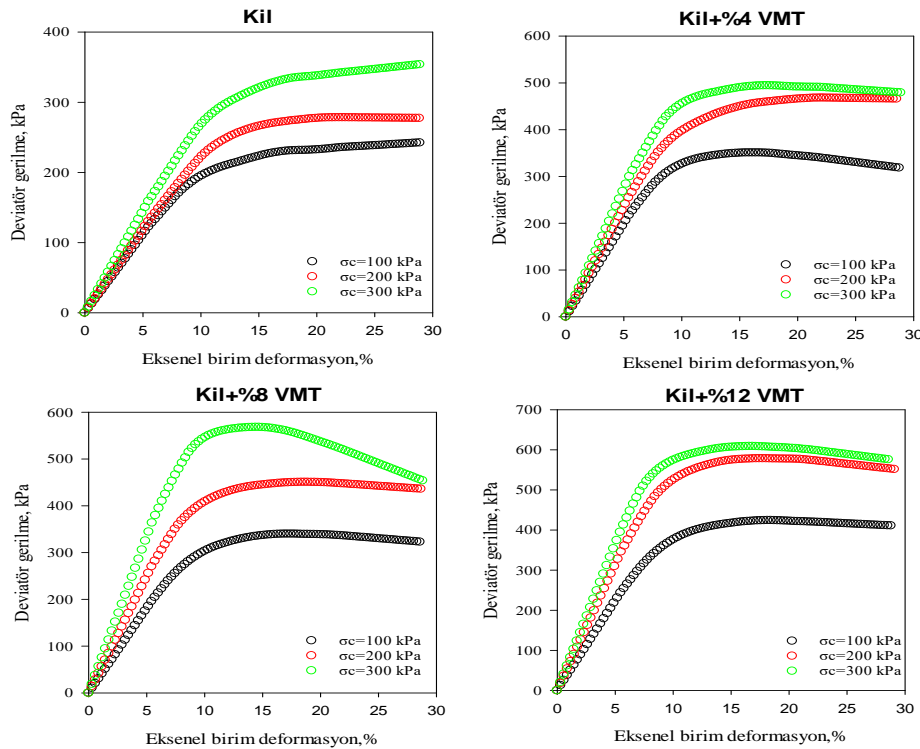 Kil
400
300
200
100
0
Deviatör gerilme, kPa
σc=100 kPa
σc=200 kPa
σc=300 kPa
0 5 10 15 20 25 30
Eksenel birim deformasyon,%
Kil+%4 VMT
600
500
400
300
200
100
0
Deviatör gerilme, kPa
σc=100 kPa
σc=200 kPa
σc=300 kPa
0 5 10 15 20 25 30
Eksenel birim deformasyon,%
Kil+%8 VMT
600
500
400
300
200
100
0
Deviatör gerilme, kPa
σc=100 kPa
σc=200 kPa
σc=300 kPa
0 5 10 15 20 25 30
Eksenel birim deformasyon,%
Kil+%12 VMT
700
600
500
400
300
200
100
0
Deviatör gerilme, kPa
σc=100 kPa
σc=200 kPa
σc=300 kPa
0 5 10 15 20 25 30
Eksenel birim deformasyon,%